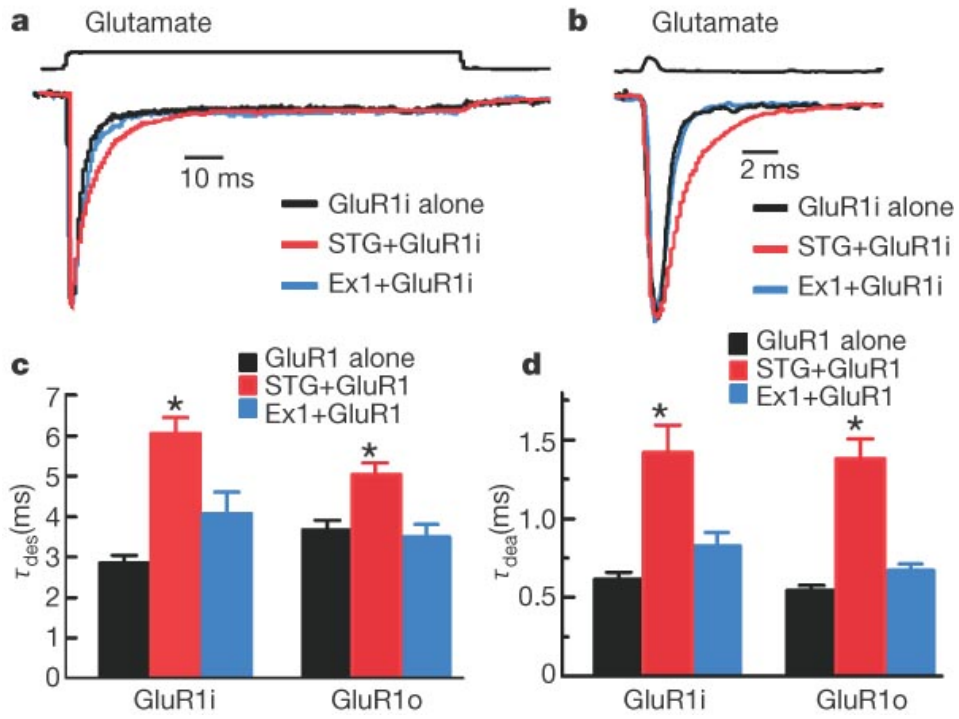 a
Glutamate
10 ms
GluR1i alone
STG+GluR1i
Ex1+GluR1i
b
Glutamate
2 ms
GluR1i alone
STG+GluR1i
Ex1+GluR1i
c
GluR1 alone
STG+GluR1
Ex1+GluR1
τdes(ms)
7
6
5
4
3
2
1
0
*
*
GluR1i
GluR1o
d
GluR1 alone
STG+GluR1
Ex1+GluR1
τdea(ms)
1.5
1.0
0.5
0
*
*
GluR1i
GluR1o